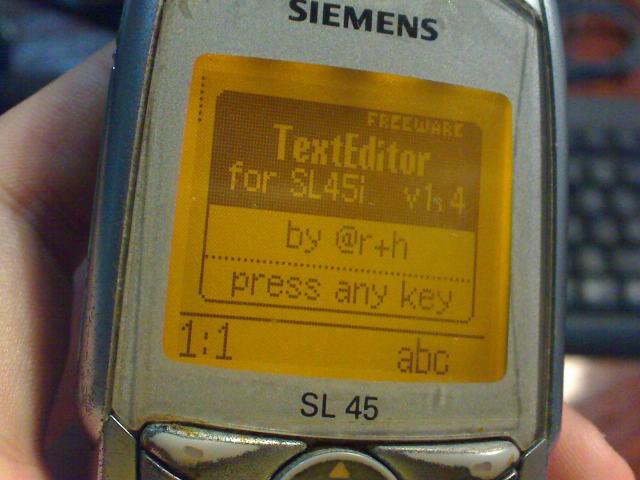 SIEMENS
FREEWARE
TextEditor
for SL45i v1.4
by @r+h
press any key
1:1 abc
SL 45